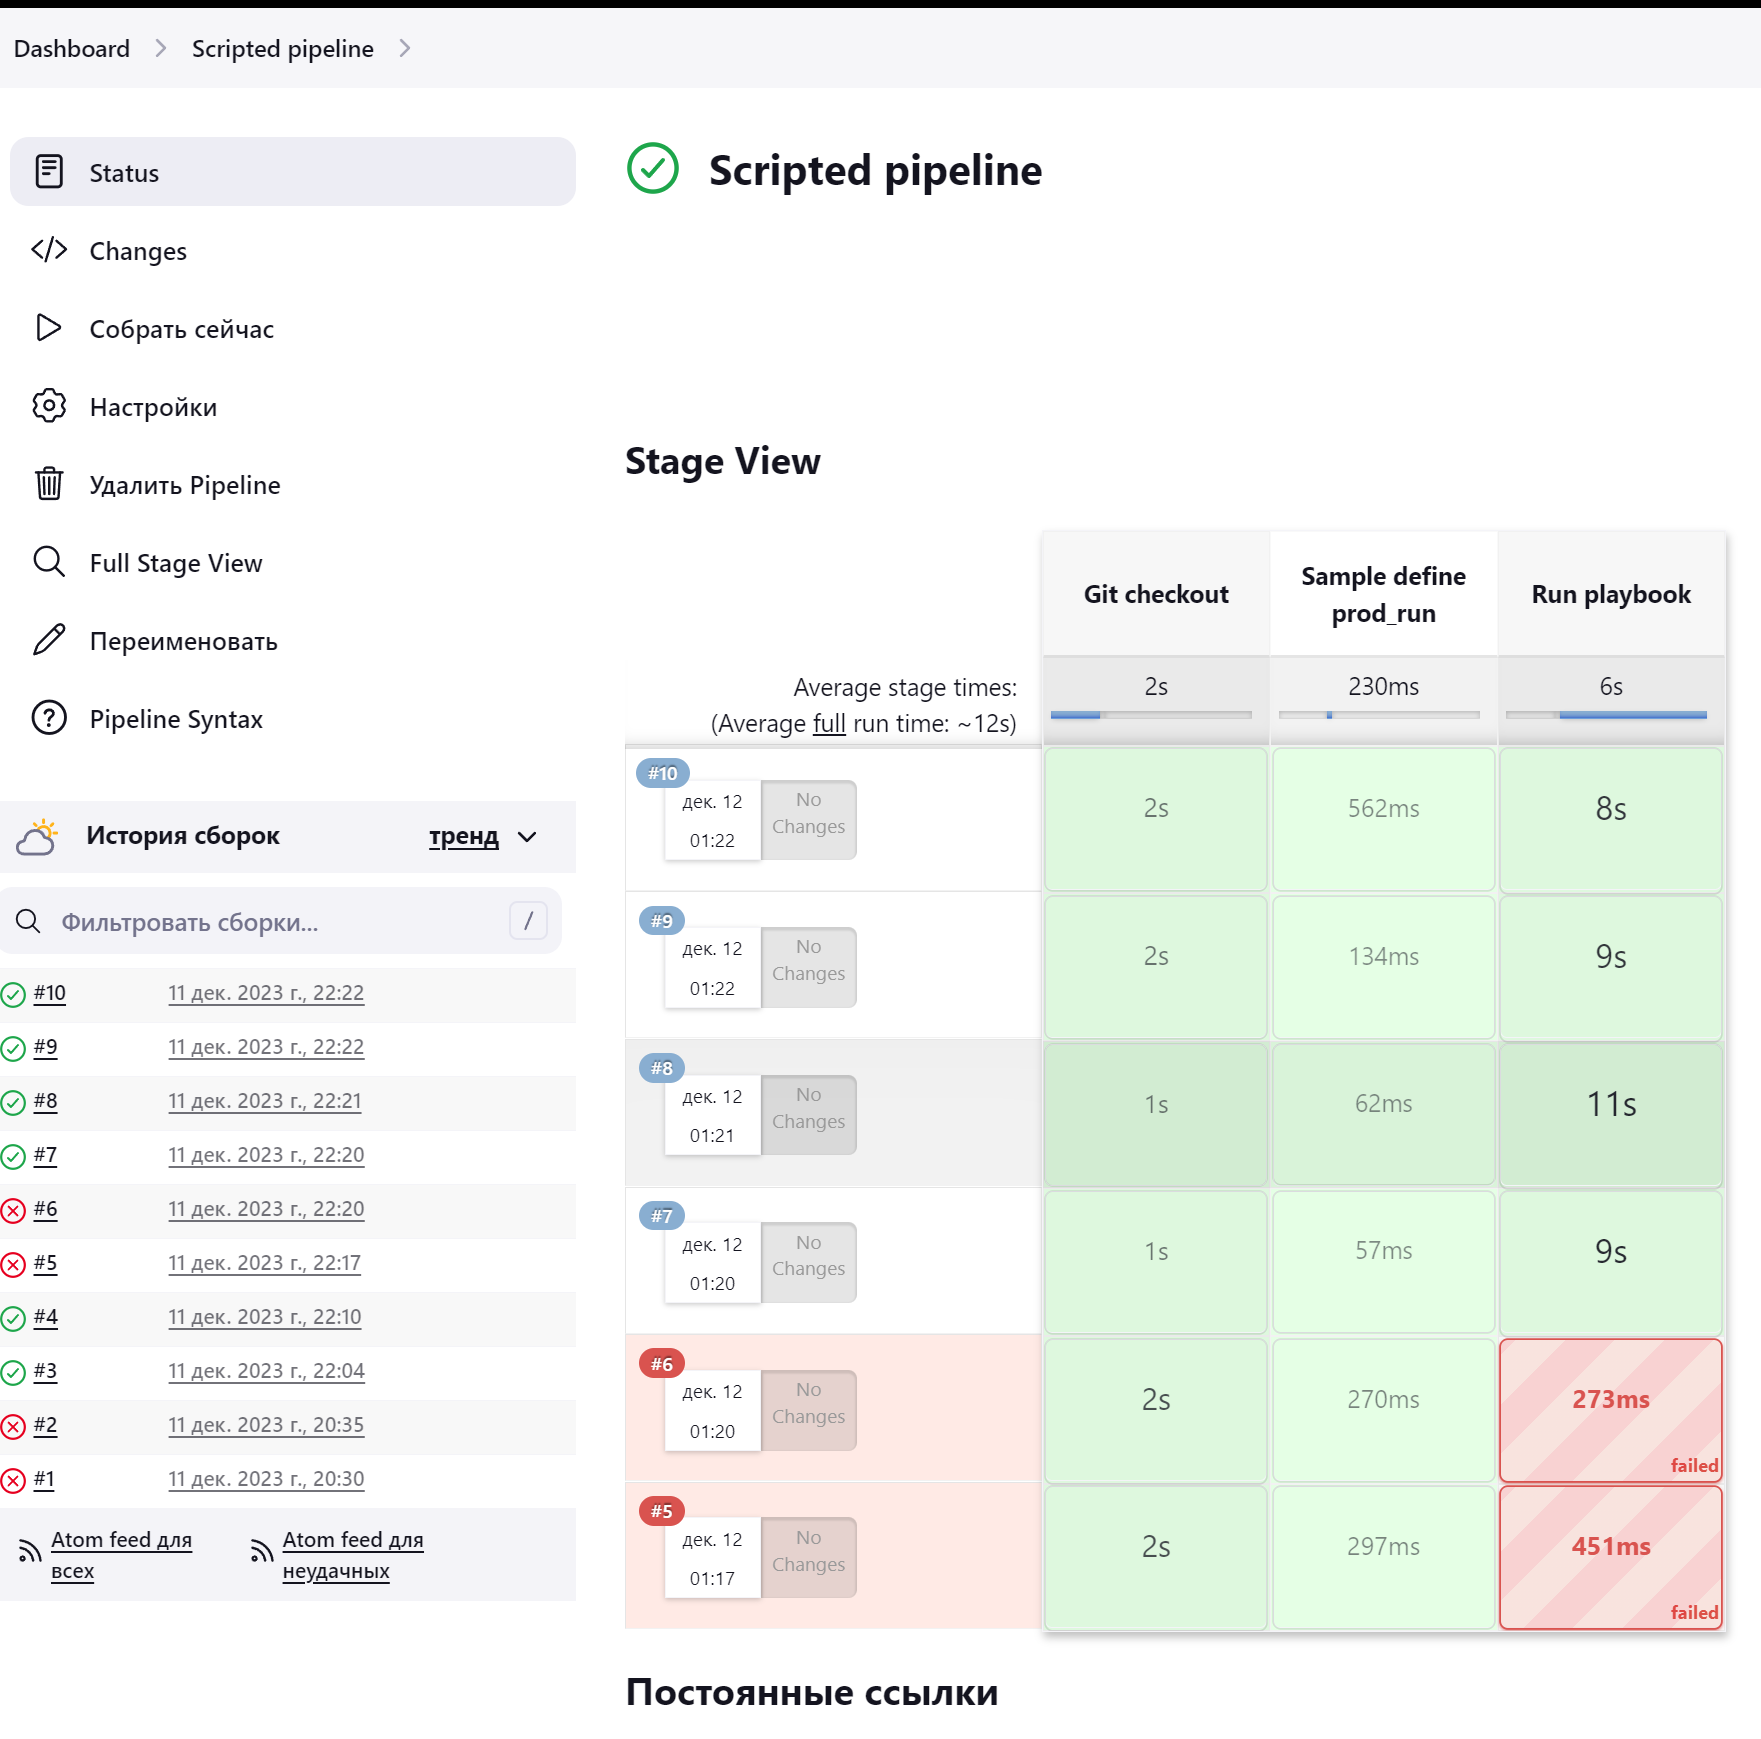 Dashboard
Scripted pipeline
Status
Changes
Собрать сейчас
Настройки
Удалить Pipeline
Full Stage View
Переименовать
Pipeline Syntax
История сборок
тренд
Фильтровать сборки...
/
#10 11 дек. 2023 г., 22:22
#9 11 дек. 2023 г., 22:22
#8 11 дек. 2023 г., 22:21
#7 11 дек. 2023 г., 22:20
#6 11 дек. 2023 г., 22:20
#5 11 дек. 2023 г., 22:17
#4 11 дек. 2023 г., 22:10
#3 11 дек. 2023 г., 22:04
#2 11 дек. 2023 г., 20:35
#1 11 дек. 2023 г., 20:30
Atom feed для
всех
Atom feed для
неудачных
Scripted pipeline
Stage View
Git checkout
Sample define
prod_run
Run playbook
Average stage times:
(Average full run time: ~12s)
2s
230ms
6s
#10
дек. 12
01:22
No
Changes
2s
562ms
8s
#9
дек. 12
01:22
No
Changes
2s
134ms
9s
#8
дек. 12
01:21
No
Changes
1s
62ms
11s
#7
дек. 12
01:20
No
Changes
1s
57ms
9s
#6
дек. 12
01:20
No
Changes
2s
270ms
273ms
failed
#5
дек. 12
01:17
No
Changes
2s
297ms
451ms
failed
Постоянные ссылки